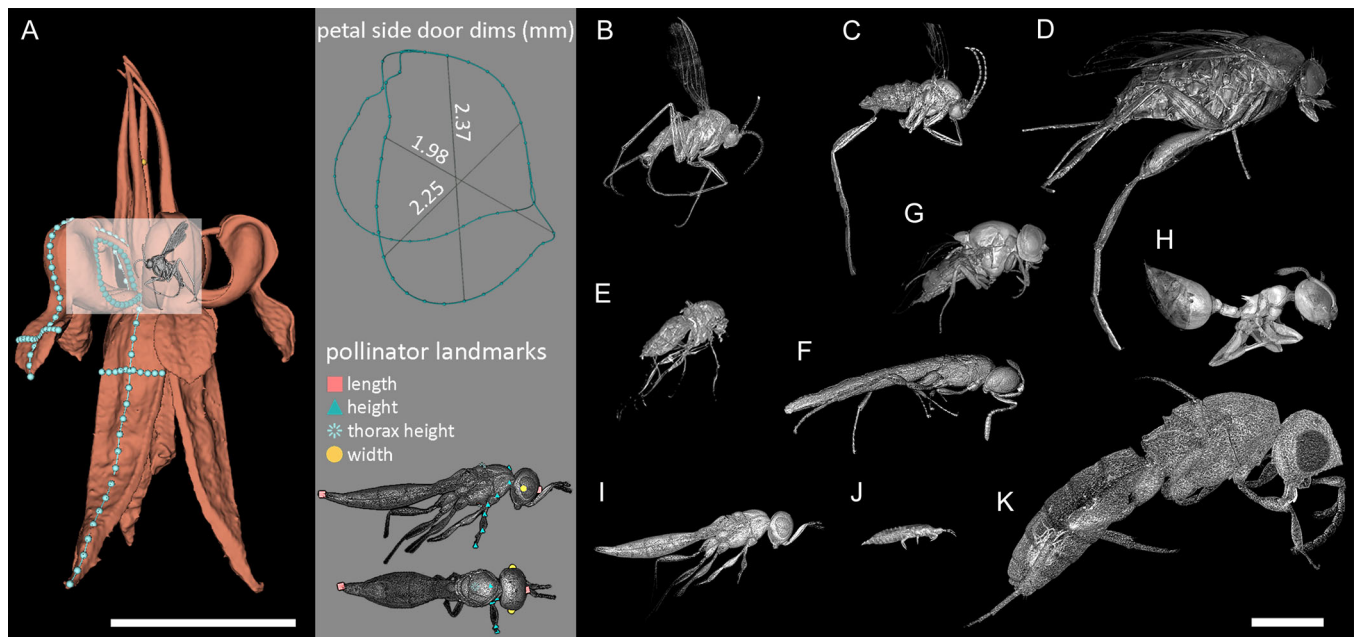 A
petal side door dims (mm)
2.37
1.98
2.25
pollinator landmarks
length
height
thorax height
width
B
C
D
G
H
E
F
I
J
K